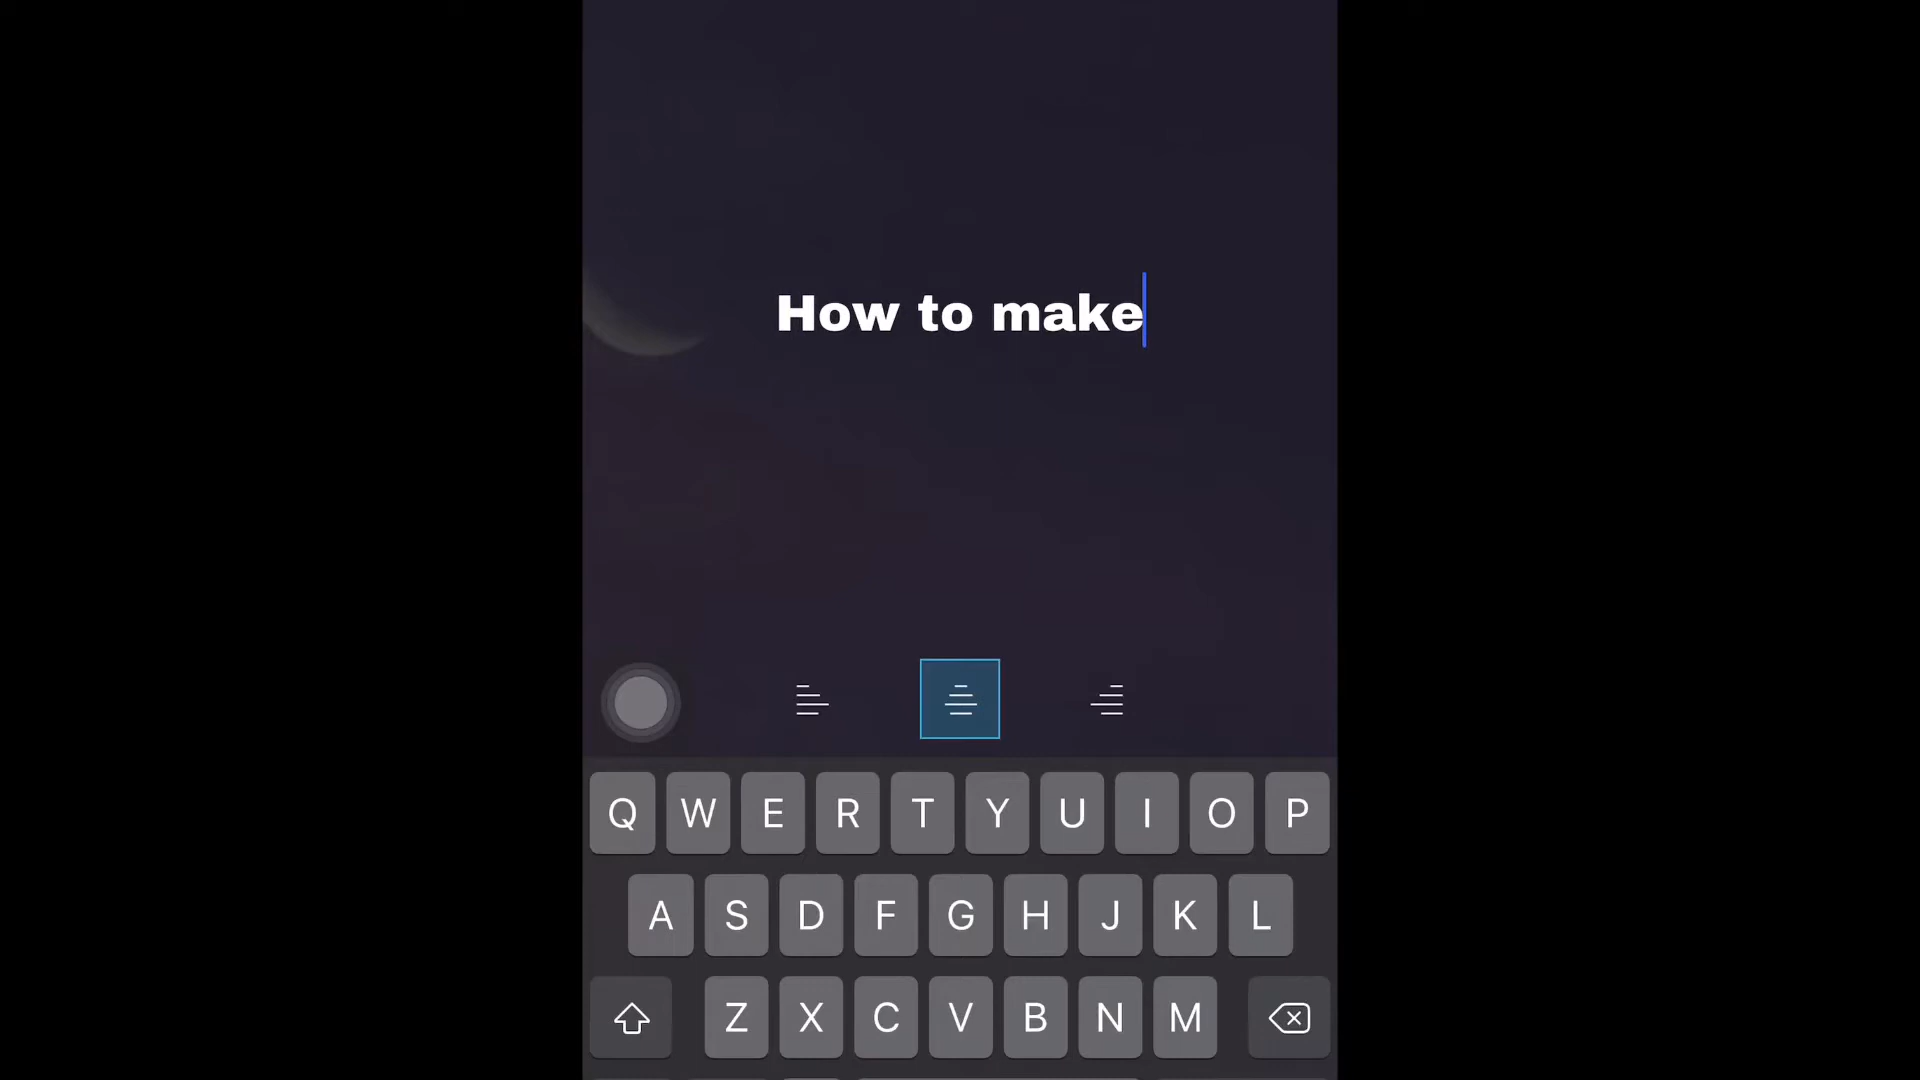 How to make
Q W E R T Y U I O P
A S D F G H J K L
Z X C V B N M